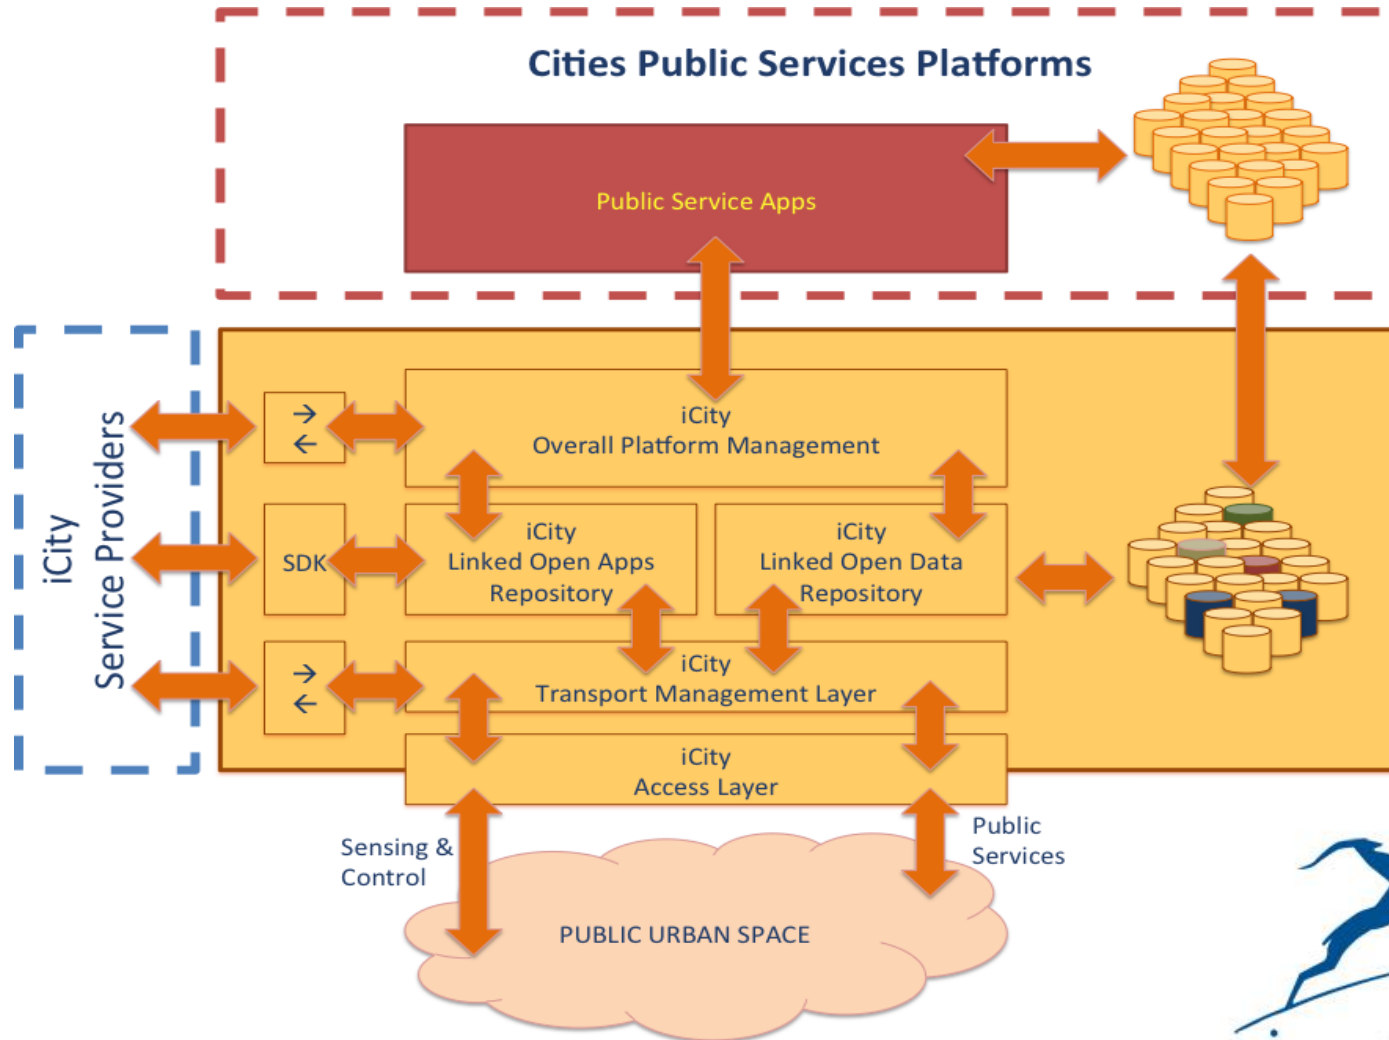 Cities Public Services Platforms
Public Service Apps
iCity
Service Providers
→
←
iCity
Overall Platform Management
SDK
iCity
Linked Open Apps
Repository
iCity
Linked Open Data
Repository
→
←
iCity
Transport Management Layer
iCity
Access Layer
Sensing &
Control
Public
Services
PUBLIC URBAN SPACE